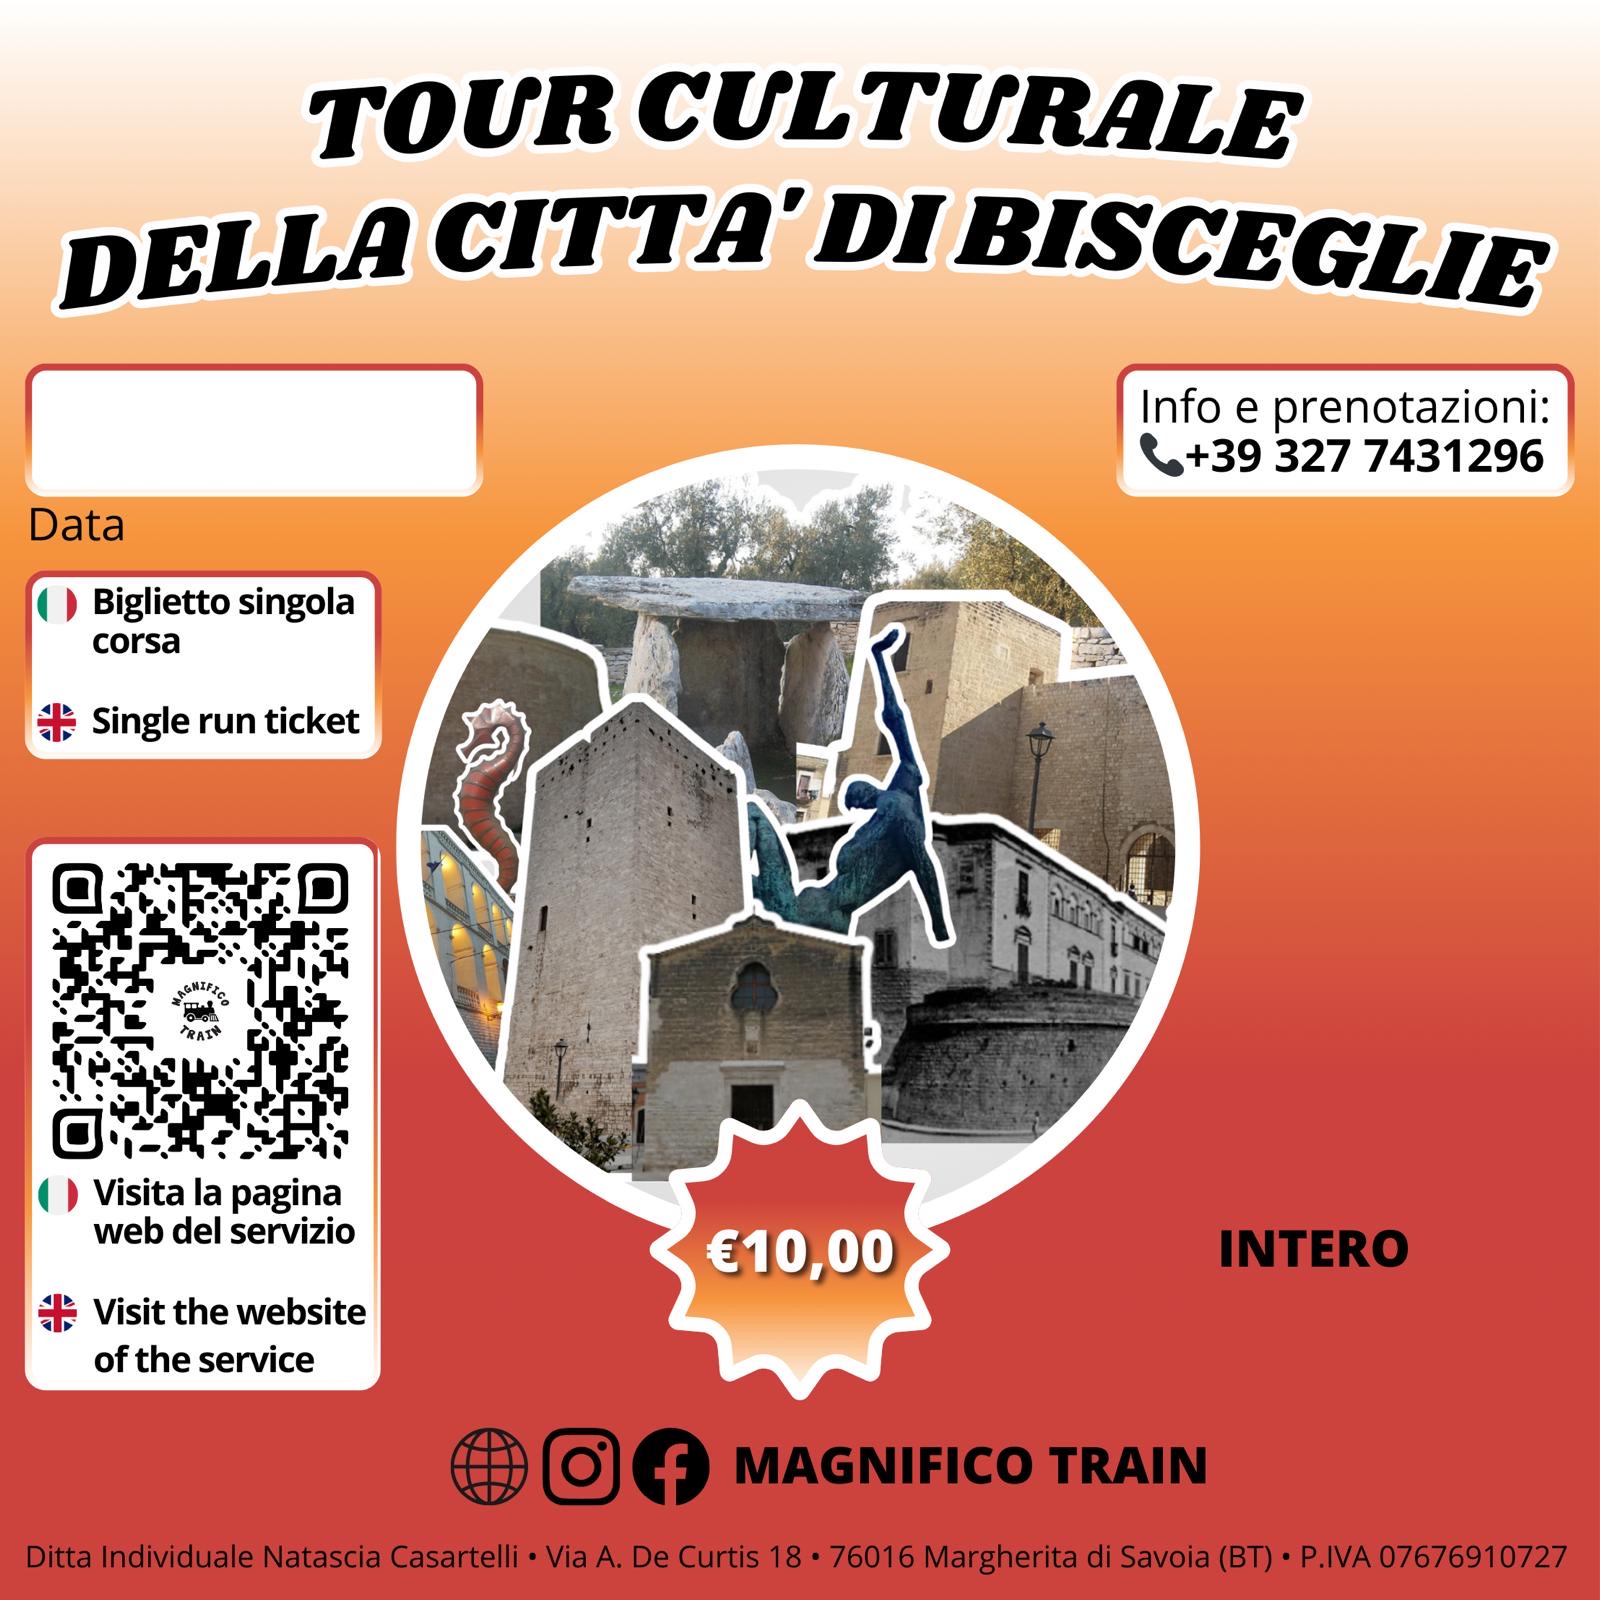 TOUR CULTURALE
DELLA CITTA' DI BISCEGLIE
Info e prenotazioni:
+39 327 7431296
Data
Biglietto singola
corsa
Single run ticket
MAGNIFICO
TRAIN
Visita la pagina
web del servizio
Visit the website
of the service
€10,00
INTERO
MAGNIFICO TRAIN
Ditta Individuale Natascia Casartelli • Via A. De Curtis 18 • 76016 Margherita di Savoia (BT) • P.IVA 07676910727